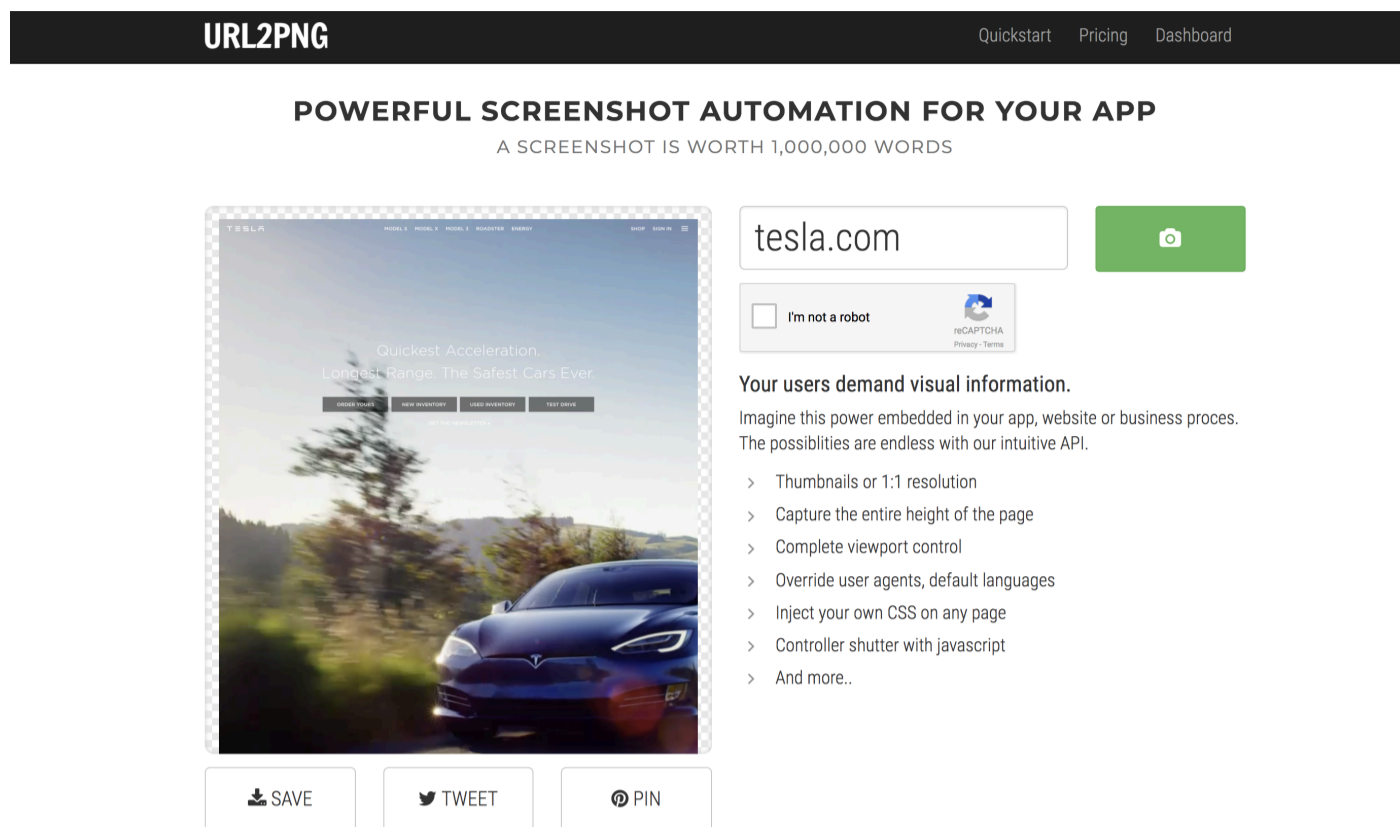 URL2PNG
Quickstart Pricing Dashboard
POWERFUL SCREENSHOT AUTOMATION FOR YOUR APP
A SCREENSHOT IS WORTH 1,000,000 WORDS
TESLA
MODEL S MODEL X MODEL 3 ROADSTER ENERGY
SHOP SIGN IN
Quickest Acceleration.
Longest Range. The Safest Cars Ever.
ORDER YOURS NEW INVENTORY USED INVENTORY TEST DRIVE
GET THE NEWSLETTER
SAVE
TWEET
PIN
tesla.com
I'm not a robot
reCAPTCHA
Privacy - Terms
Your users demand visual information.
Imagine this power embedded in your app, website or business proces.
The possiblities are endless with our intuitive API.
Thumbnails or 1:1 resolution
Capture the entire height of the page
Complete viewport control
Override user agents, default languages
Inject your own CSS on any page
Controller shutter with javascript
And more..